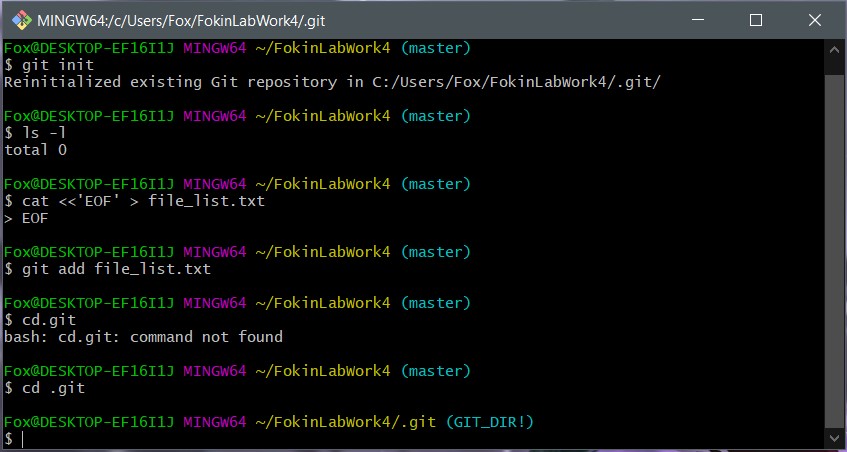 MINGW64:/c/Users/Fox/FokinLabWork4/.git
Fox@DESKTOP-EF16I1J MINGW64 ~/FokinLabWork4 (master)
$ git init
Reinitialized existing Git repository in C:/Users/Fox/FokinLabWork4/.git/
Fox@DESKTOP-EF16I1J MINGW64 ~/FokinLabWork4 (master)
$ ls -l
total 0
Fox@DESKTOP-EF16I1J MINGW64 ~/FokinLabWork4 (master)
$ cat <<'EOF' > file_list.txt
> EOF
Fox@DESKTOP-EF16I1J MINGW64 ~/FokinLabWork4 (master)
$ git add file_list.txt
Fox@DESKTOP-EF16I1J MINGW64 ~/FokinLabWork4 (master)
$ cd.git
bash: cd.git: command not found
Fox@DESKTOP-EF16I1J MINGW64 ~/FokinLabWork4 (master)
$ cd .git
Fox@DESKTOP-EF16I1J MINGW64 ~/FokinLabWork4/.git (GIT_DIR!)
$